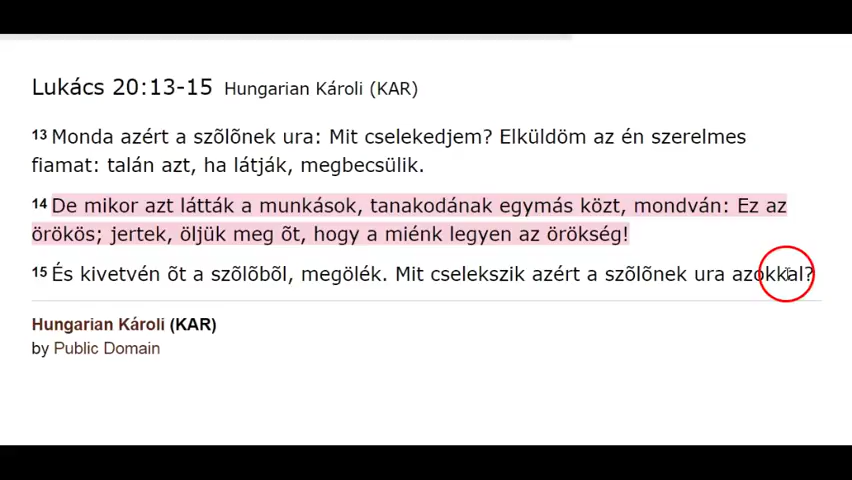 Lukács 20:13-15 Hungarian Károli (KAR)
13 Monda azért a szõlõnek ura: Mit cselekedjem? Elküldöm az én szerelmes
fiamat: talán azt, ha látják, megbecsülik.
14 De mikor azt látták a munkások, tanakodának egymás közt, mondván: Ez az
örökös; jertek, öljük meg õt, hogy a miénk legyen az örökség!
15 És kivetvén õt a szõlõbõl, megölék. Mit cselekszik azért a szõlõnek ura azokkal?
Hungarian Károli (KAR)
by Public Domain